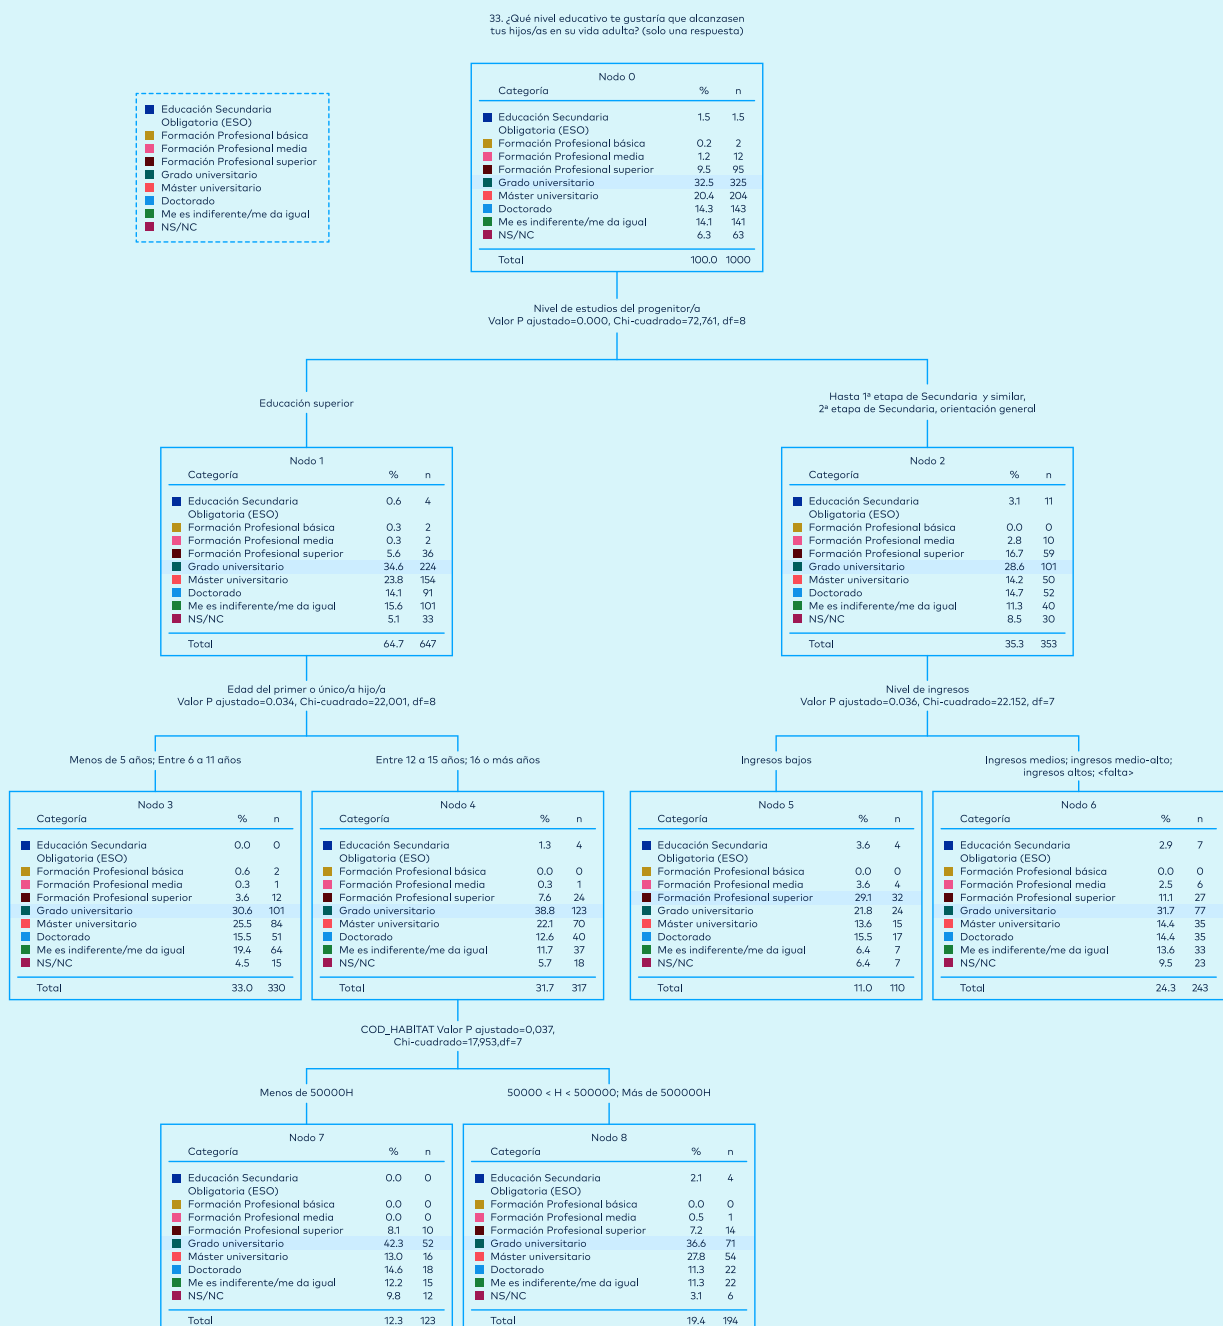 33. ¿Qué nivel educativo te gustaría que alcanzasen
tus hijos/as en su vida adulta? (solo una respuesta)
Educación Secundaria
Obligatoria (ESO)
Formación Profesional básica
Formación Profesional media
Formación Profesional superior
Grado universitario
Máster universitario
Doctorado
Me es indiferente/me da igual
NS/NC
Nodo 0
Categoría % n
Educación Secundaria 1.5 1.5
Obligatoria (ESO)
Formación Profesional básica 0.2 2
Formación Profesional media 1.2 12
Formación Profesional superior 9.5 95
Grado universitario 32.5 325
Máster universitario 20.4 204
Doctorado 14.3 143
Me es indiferente/me da igual 14.1 141
NS/NC 6.3 63
Total 100.0 1000
Nivel de estudios del progenitor/a
Valor P ajustado=0.000, Chi-cuadrado=72,761, df=8
Educación superior
Hasta 1ª etapa de Secundaria y similar,
2ª etapa de Secundaria, orientación general
Nodo 1
Categoría % n
Educación Secundaria 0.6 4
Obligatoria (ESO)
Formación Profesional básica 0.3 2
Formación Profesional media 0.3 2
Formación Profesional superior 5.6 36
Grado universitario 34.6 224
Máster universitario 23.8 154
Doctorado 14.1 91
Me es indiferente/me da igual 15.6 101
NS/NC 5.1 33
Total 64.7 647
Nodo 2
Categoría % n
Educación Secundaria 3.1 11
Obligatoria (ESO)
Formación Profesional básica 0.0 0
Formación Profesional media 2.8 10
Formación Profesional superior 16.7 59
Grado universitario 28.6 101
Máster universitario 14.2 50
Doctorado 14.7 52
Me es indiferente/me da igual 11.3 40
NS/NC 8.5 30
Total 35.3 353
Edad del primer o único/a hijo/a
Valor P ajustado=0.034, Chi-cuadrado=22,001, df=8
Nivel de ingresos
Valor P ajustado=0.036, Chi-cuadrado=22.152, df=7
Menos de 5 años; Entre 6 a 11 años
Entre 12 a 15 años; 16 o más años
Ingresos bajos
Ingresos medios; ingresos medio-alto;
ingresos altos; <falta>
Nodo 3
Categoría % n
Educación Secundaria 0.0 0
Obligatoria (ESO)
Formación Profesional básica 0.6 2
Formación Profesional media 0.3 1
Formación Profesional superior 3.6 12
Grado universitario 30.6 101
Máster universitario 25.5 84
Doctorado 15.5 51
Me es indiferente/me da igual 19.4 64
NS/NC 4.5 15
Total 33.0 330
Nodo 4
Categoría % n
Educación Secundaria 1.3 4
Obligatoria (ESO)
Formación Profesional básica 0.0 0
Formación Profesional media 0.3 1
Formación Profesional superior 7.6 24
Grado universitario 38.8 123
Máster universitario 22.1 70
Doctorado 12.6 40
Me es indiferente/me da igual 11.7 37
NS/NC 5.7 18
Total 31.7 317
Nodo 5
Categoría % n
Educación Secundaria 3.6 4
Obligatoria (ESO)
Formación Profesional básica 0.0 0
Formación Profesional media 3.6 4
Formación Profesional superior 29.1 32
Grado universitario 21.8 24
Máster universitario 13.6 15
Doctorado 15.5 17
Me es indiferente/me da igual 6.4 7
NS/NC 6.4 7
Total 11.0 110
Nodo 6
Categoría % n
Educación Secundaria 2.9 7
Obligatoria (ESO)
Formación Profesional básica 0.0 0
Formación Profesional media 2.5 6
Formación Profesional superior 11.1 27
Grado universitario 31.7 77
Máster universitario 14.4 35
Doctorado 14.4 35
Me es indiferente/me da igual 13.6 33
NS/NC 9.5 23
Total 24.3 243
COD_HABITAT Valor P ajustado=0,037,
Chi-cuadrado=17,953,df=7
Menos de 50000H
50000 < H < 500000; Más de 500000H
Nodo 7
Categoría % n
Educación Secundaria 0.0 0
Obligatoria (ESO)
Formación Profesional básica 0.0 0
Formación Profesional media 0.0 0
Formación Profesional superior 8.1 10
Grado universitario 42.3 52
Máster universitario 13.0 16
Doctorado 14.6 18
Me es indiferente/me da igual 12.2 15
NS/NC 9.8 12
Total 12.3 123
Nodo 8
Categoría % n
Educación Secundaria 2.1 4
Obligatoria (ESO)
Formación Profesional básica 0.0 0
Formación Profesional media 0.5 1
Formación Profesional superior 7.2 14
Grado universitario 36.6 71
Máster universitario 27.8 54
Doctorado 11.3 22
Me es indiferente/me da igual 11.3 22
NS/NC 3.1 6
Total 19.4 194